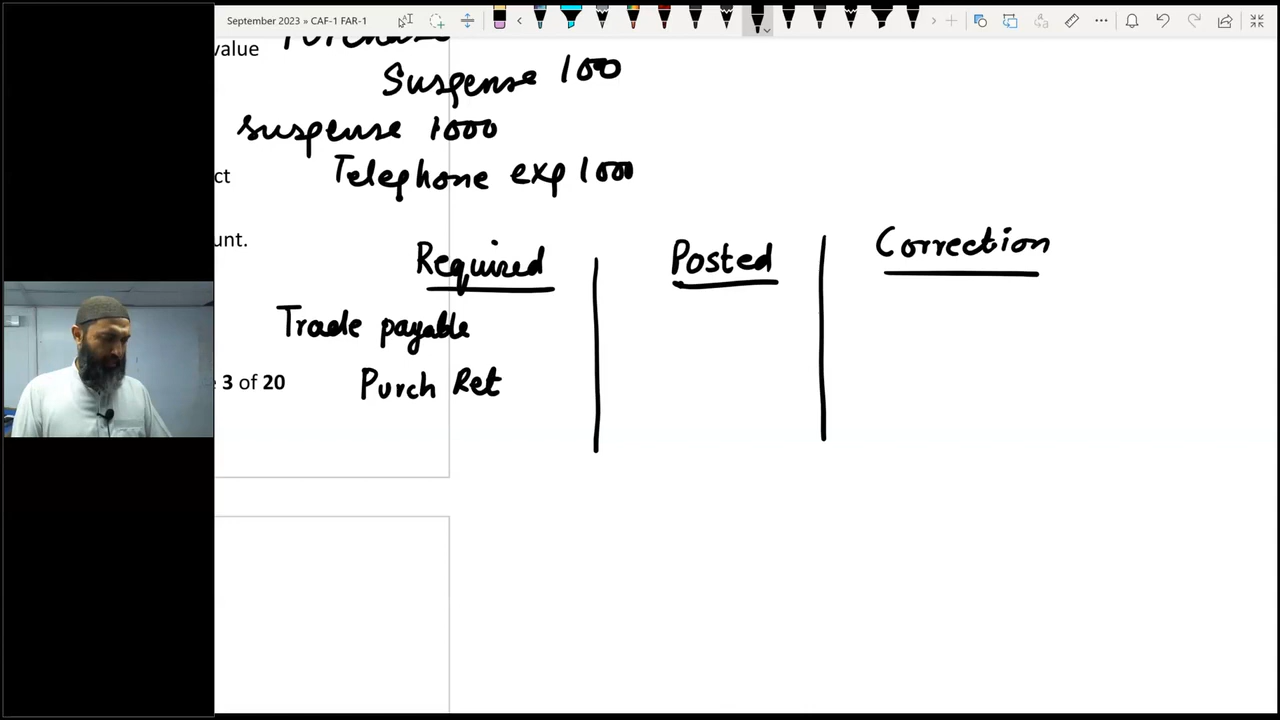 September 2023 » CAF-1 FAR-1
value
Purchase
Suspense 100
suspense 1000
ct
Telephone exp 1000
unt.
Required
Posted
Correction
Trade payable
3 of 20
Purch Ret